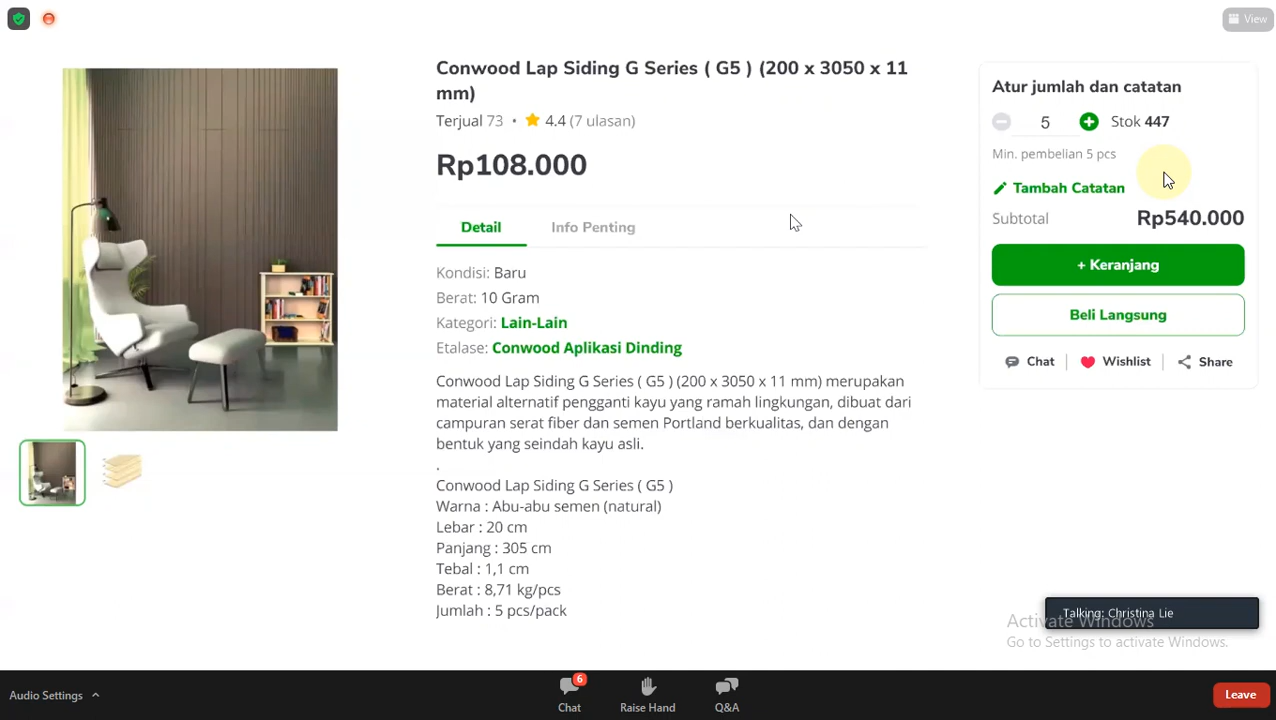 View
Conwood Lap Siding G Series ( G5 ) (200 x 3050 x 11
mm)
Terjual 73 • 4.4 (7 ulasan)
Rp108.000
Detail Info Penting
Kondisi: Baru
Berat: 10 Gram
Kategori: Lain-Lain
Etalase: Conwood Aplikasi Dinding
Conwood Lap Siding G Series ( G5 ) (200 x 3050 x 11 mm) merupakan
material alternatif pengganti kayu yang ramah lingkungan, dibuat dari
campuran serat fiber dan semen Portland berkualitas, dan dengan
bentuk yang seindah kayu asli.
.
Conwood Lap Siding G Series ( G5 )
Warna : Abu-abu semen (natural)
Lebar : 20 cm
Panjang : 305 cm
Tebal : 1,1 cm
Berat : 8,71 kg/pcs
Jumlah : 5 pcs/pack
Atur jumlah dan catatan
5 Stok 447
Min. pembelian 5 pcs
Tambah Catatan
Subtotal Rp540.000
+ Keranjang
Beli Langsung
Chat Wishlist Share
Talking: Christina Lie
Activate Windows
Go to Settings to activate Windows.
Audio Settings
6
Chat Raise Hand Q&A
Leave